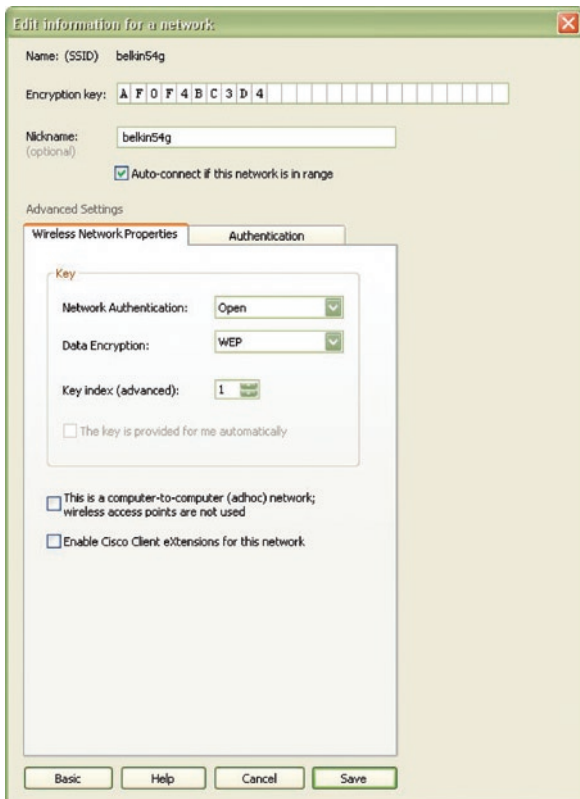 Edit information for a network
Name: (SSID) belkin54g
Encryption key: A F 0 F 4 B C 3 D 4
Nickname: belkin54g
(optional)
Auto-connect if this network is in range
Advanced Settings
Wireless Network Properties Authentication
Key
Network Authentication: Open
Data Encryption: WEP
Key index (advanced): 1
The key is provided for me automatically
This is a computer-to-computer (adhoc) network;
wireless access points are not used
Enable Cisco Client eXtensions for this network
Basic Help Cancel Save